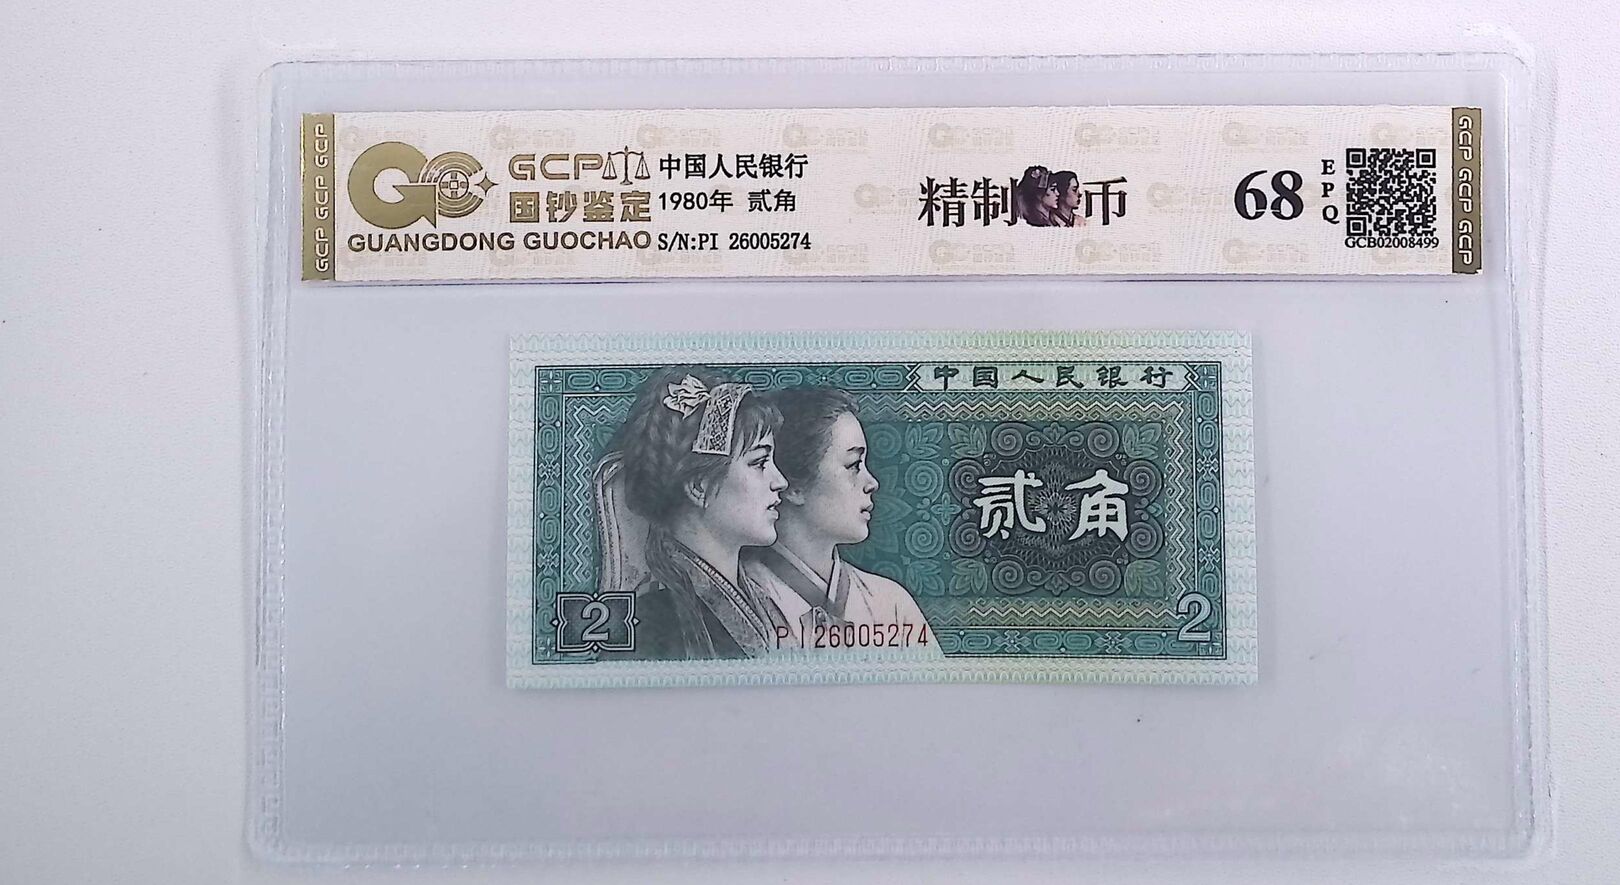 GCP GCP GCP
GCP
国钞鉴定
GUANGDONG GUOCHAO
中国人民银行
1980年 贰角
S/N:PI 26005274
精制币
68
EPQ
GCB02008499
GCP GCP GCP
中国人民银行
贰角
2
PI26005274
2